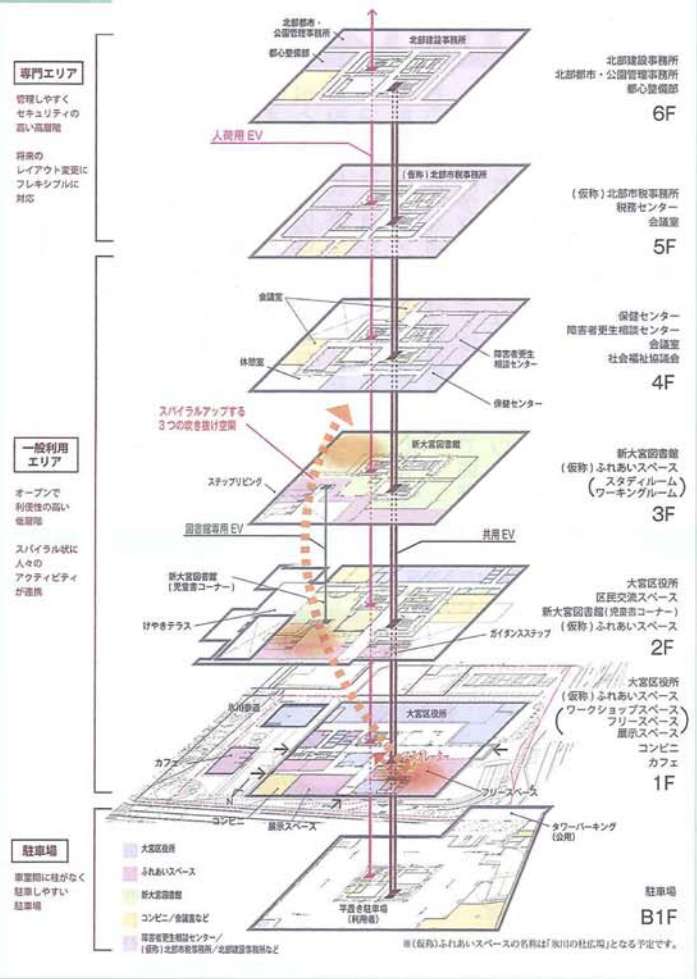 専門エリア
管理しやすく
セキュリティの
高い高層階
将来の
レイアウト変更に
フレキシブルに
対応
北部都市・
公園管理事務所
都心整備部
北部建設事務所
北部建設事務所
北部都市・公園管理事務所
都心整備部
6F
人荷用 EV
(仮称)北部市税事務所
(仮称)北部市税事務所
税務センター
会議室
5F
一般利用
エリア
オープンで
利便性の高い
低層階
スパイラル状に
人々の
アクティビティ
が連携
会議室
休憩室
障害者更生
相談センター
保健センター
保健センター
障害者更生相談センター
会議室
社会福祉協議会
4F
スパイラルアップする
3つの吹き抜け空間
新大宮図書館
ステップリビング
新大宮図書館
(仮称)ふれあいスペース
(スタディルーム
ワーキングルーム)
3F
図書館専用 EV
共用 EV
新大宮図書館
(児童書コーナー)
けやきテラス
ガイダンスステップ
大宮区役所
区民交流スペース
新大宮図書館(児童書コーナー)
(仮称)ふれあいスペース
2F
氷川参道
大宮区役所
カフェ
エスカレーター
フリースペース
N
コンビニ
展示スペース
大宮区役所
(仮称)ふれあいスペース
(ワークショップスペース
フリースペース
展示スペース)
コンビニ
カフェ
1F
駐車場
車室間に柱がなく
駐車しやすい
駐車場
大宮区役所
ふれあいスペース
新大宮図書館
コンビニ/会議室など
障害者更生相談センター/
(仮称)北部市税事務所/北部建設事務所など
タワーパーキング
(公用)
平置き駐車場
(利用者)
駐車場
B1F
※(仮称)ふれあいスペースの名称は「氷川の杜広場」となる予定です。